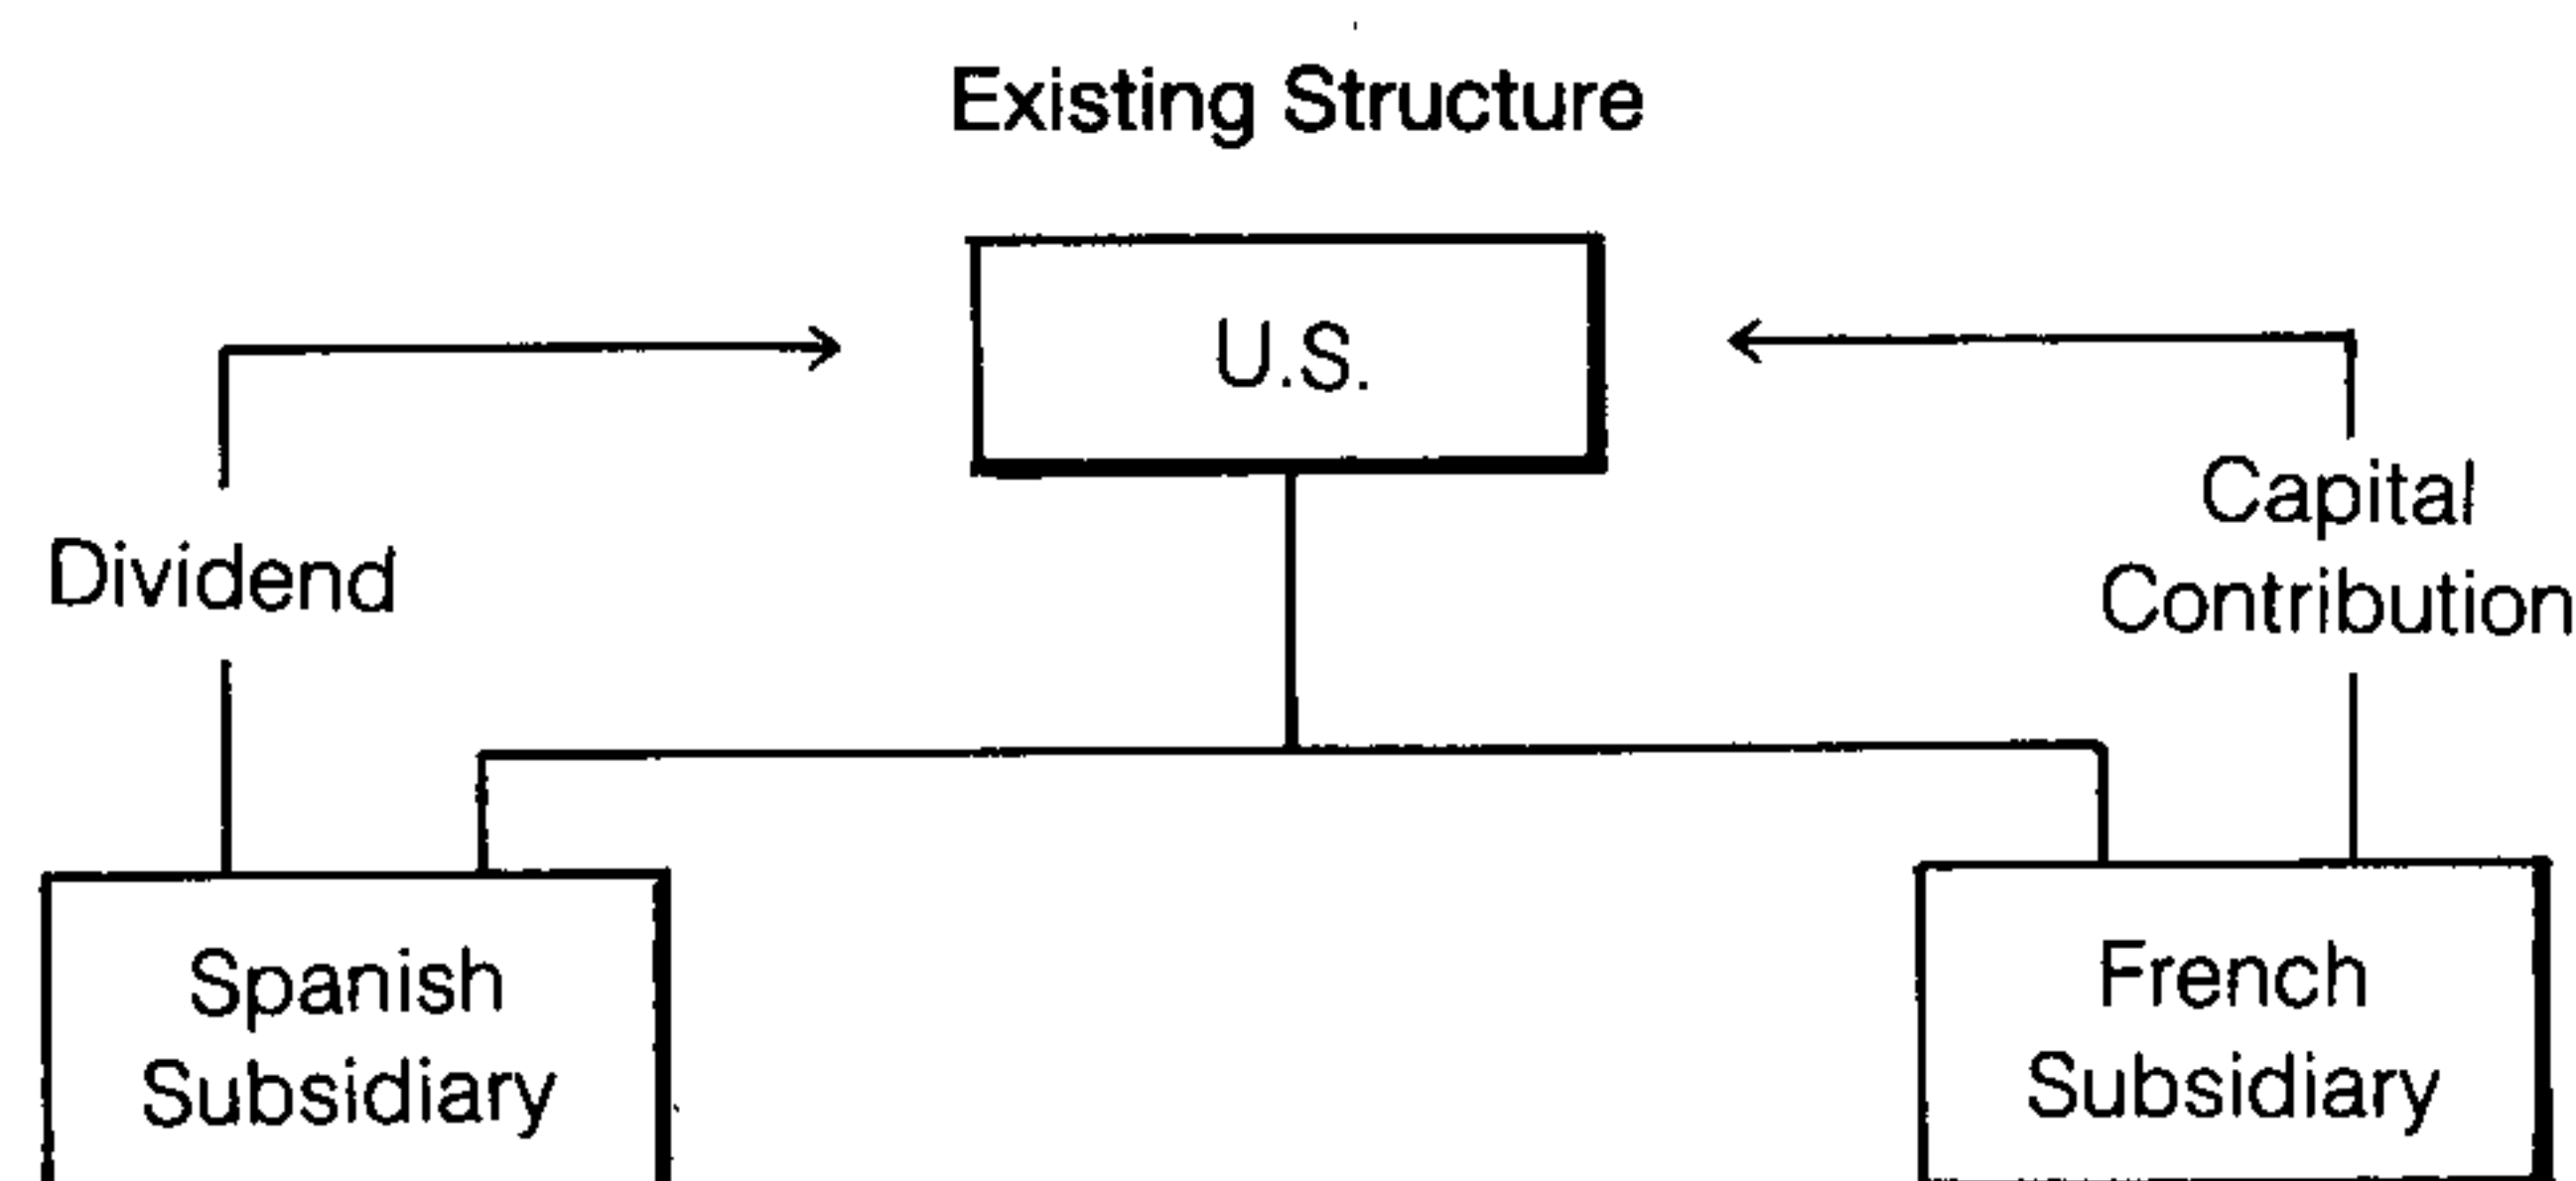 Existing Structure
U.S.
Dividend
Capital
Contribution
Spanish
Subsidiary
French
Subsidiary